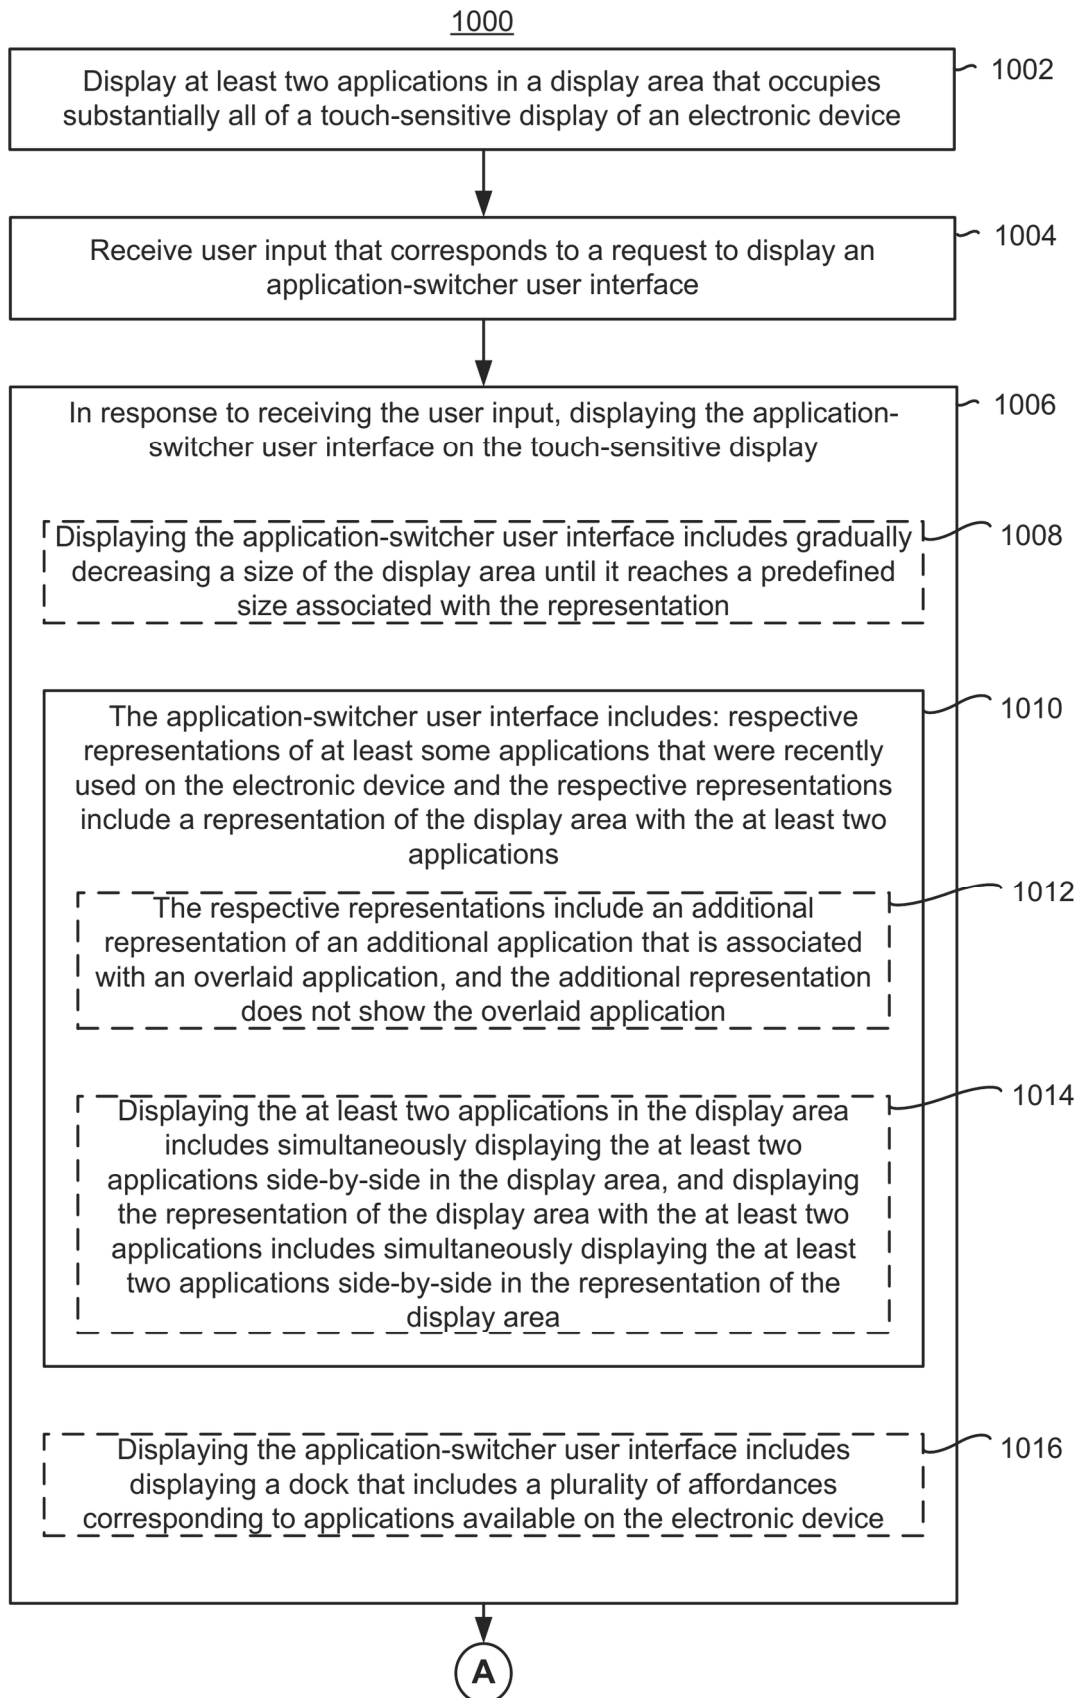 1000
Display at least two applications in a display area that occupies
substantially all of a touch-sensitive display of an electronic device
1002
Receive user input that corresponds to a request to display an
application-switcher user interface
1004
In response to receiving the user input, displaying the application-
switcher user interface on the touch-sensitive display
1006
Displaying the application-switcher user interface includes gradually
decreasing a size of the display area until it reaches a predefined
size associated with the representation
1008
The application-switcher user interface includes: respective
representations of at least some applications that were recently
used on the electronic device and the respective representations
include a representation of the display area with the at least two
applications
1010
The respective representations include an additional
representation of an additional application that is associated
with an overlaid application, and the additional representation
does not show the overlaid application
1012
Displaying the at least two applications in the display area
includes simultaneously displaying the at least two
applications side-by-side in the display area, and displaying
the representation of the display area with the at least two
applications includes simultaneously displaying the at least
two applications side-by-side in the representation of the
display area
1014
Displaying the application-switcher user interface includes
displaying a dock that includes a plurality of affordances
corresponding to applications available on the electronic device
1016
A